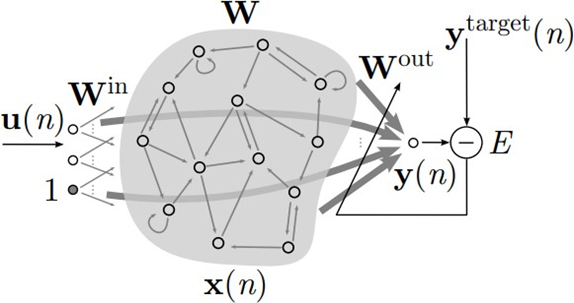 W
y^target(n)
W^out
W^in
u(n)
E
1
y(n)
x(n)